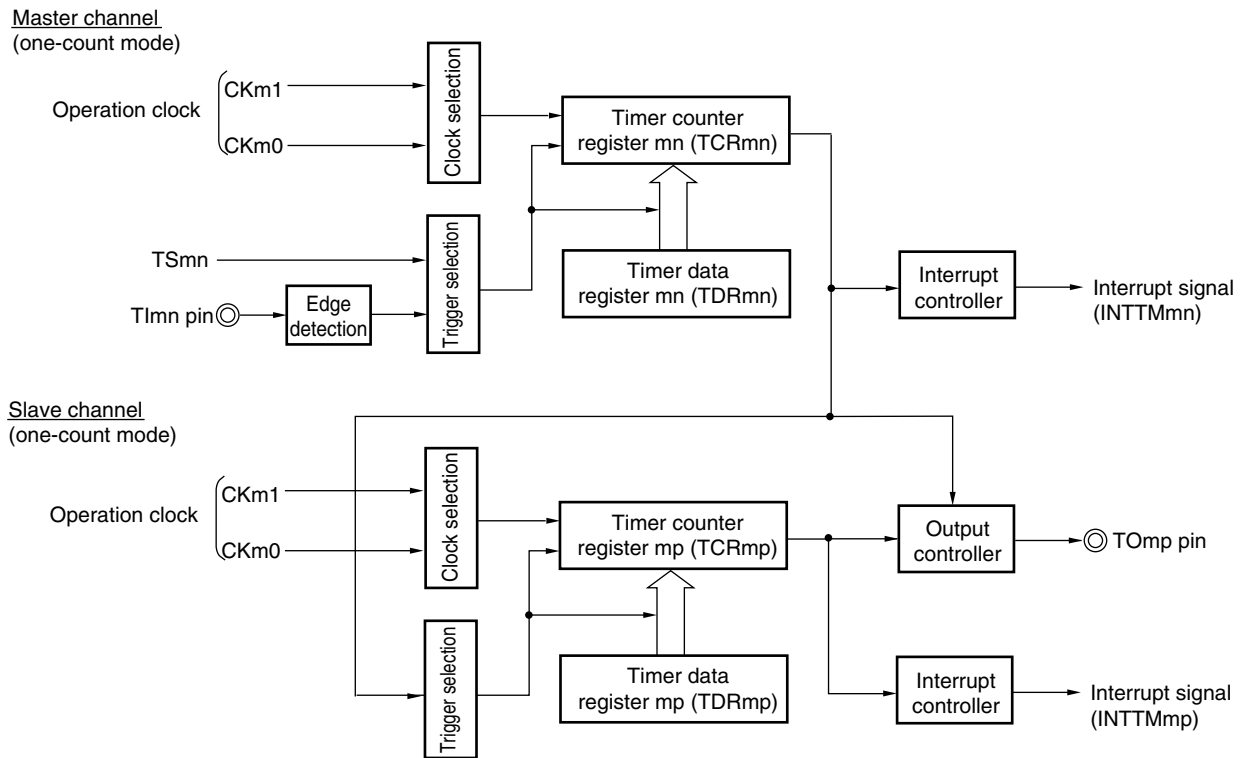 Master channel
(one-count mode)
Operation clock
CKm1
CKm0
Clock selection
Timer counter
register mn (TCRmn)
TSmn
TImn pin
Edge
detection
Trigger selection
Timer data
register mn (TDRmn)
Interrupt
controller
Interrupt signal
(INTTMmn)
Slave channel
(one-count mode)
Operation clock
CKm1
CKm0
Clock selection
Timer counter
register mp (TCRmp)
Output
controller
TOmp pin
Trigger selection
Timer data
register mp (TDRmp)
Interrupt
controller
Interrupt signal
(INTTMmp)